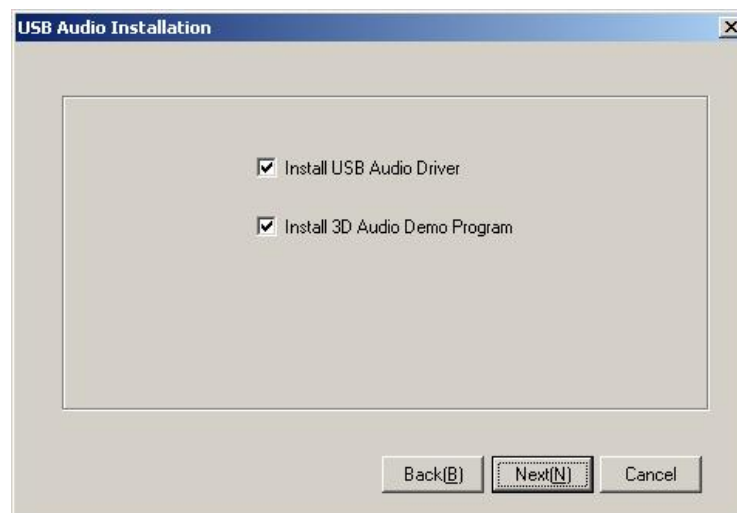 USB Audio Installation
Install USB Audio Driver
Install 3D Audio Demo Program
Back(B) Next(N) Cancel